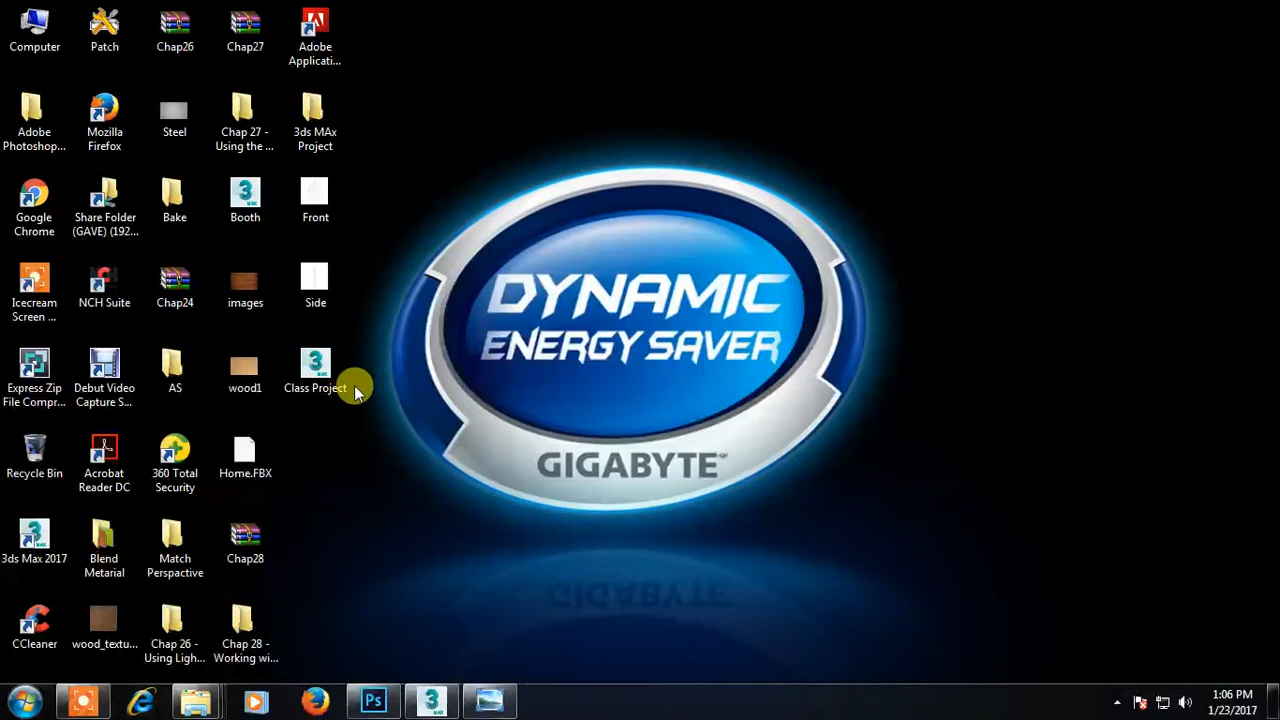 Computer
Patch
Chap26
Chap27
Adobe
Applicati...
Adobe
Photoshop...
Mozilla
Firefox
Steel
Chap 27 -
Using the ...
3ds MAx
Project
Google
Chrome
Share Folder
(GAVE) (192...
Bake
Booth
Front
Icecream
Screen ...
NCH Suite
Chap24
images
Side
Express Zip
File Compr...
Debut Video
Capture S...
AS
wood1
Class Project
Recycle Bin
Acrobat
Reader DC
360 Total
Security
Home.FBX
3ds Max 2017
Blend
Metarial
Match
Perspactive
Chap28
CCleaner
wood_textu...
Chap 26 -
Using Ligh...
Chap 28 -
Working wi...
DYNAMIC
ENERGY SAVER
GIGABYTE
Ps
1:06 PM
1/23/2017